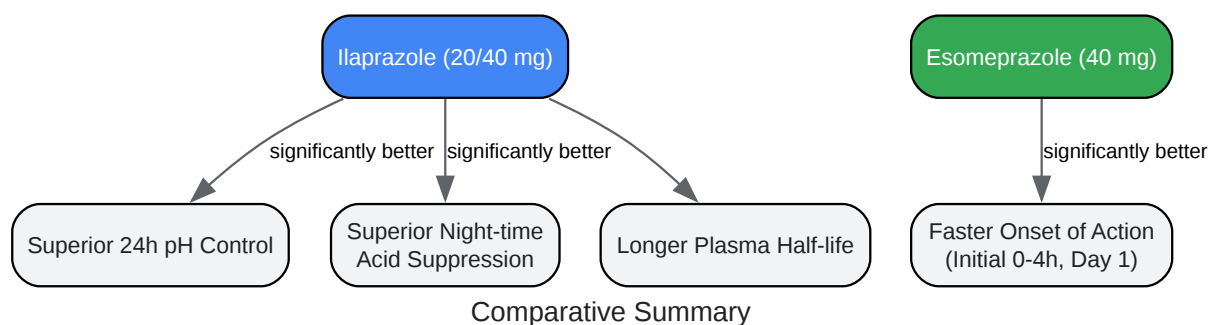 Ilaprazole (20/40 mg)
Esomeprazole (40 mg)
significantly better
significantly better
significantly better
Superior 24h pH Control
Superior Night-time
Acid Suppression
Longer Plasma Half-life
Faster Onset of Action
(Initial 0-4h, Day 1)
Comparative Summary